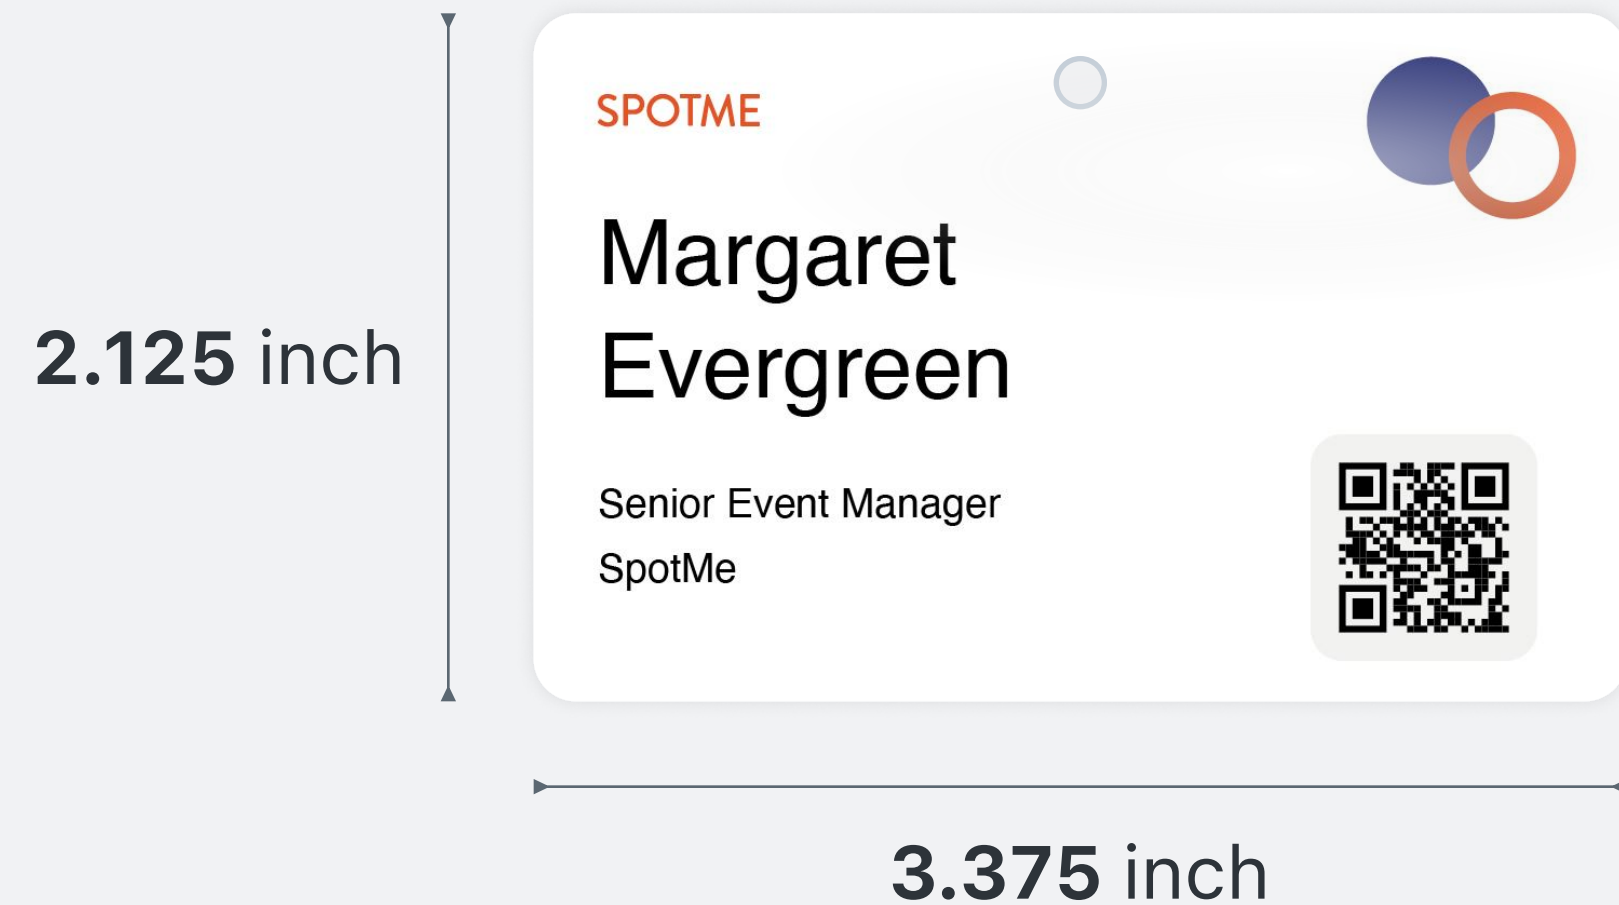 SPOTME
Margaret
Evergreen
2.125 inch
Senior Event Manager
SpotMe
3.375 inch